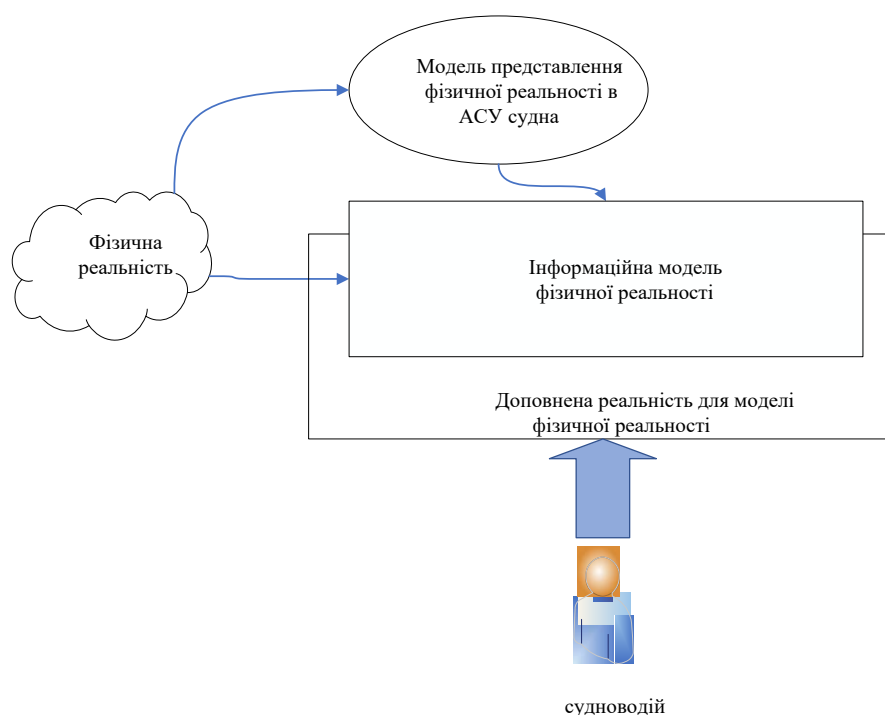 Модель представлення
фізичної реальності в
АСУ судна
Фізична
реальність
Інформаційна модель
фізичної реальності
Доповнена реальність для моделі
фізичної реальності
судноводій